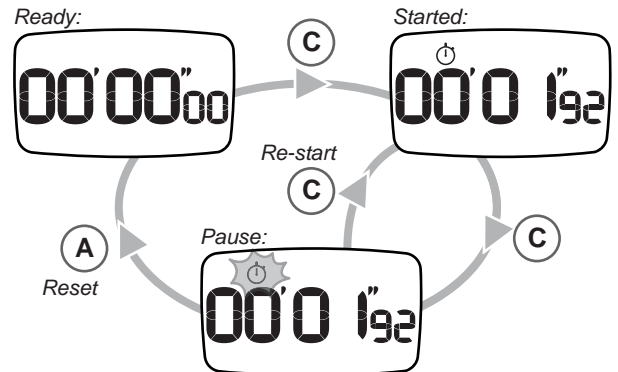 Ready:
00'00"00
C
Started:
00'01"92
Re-start
C
C
A
Reset
Pause:
00'01"92